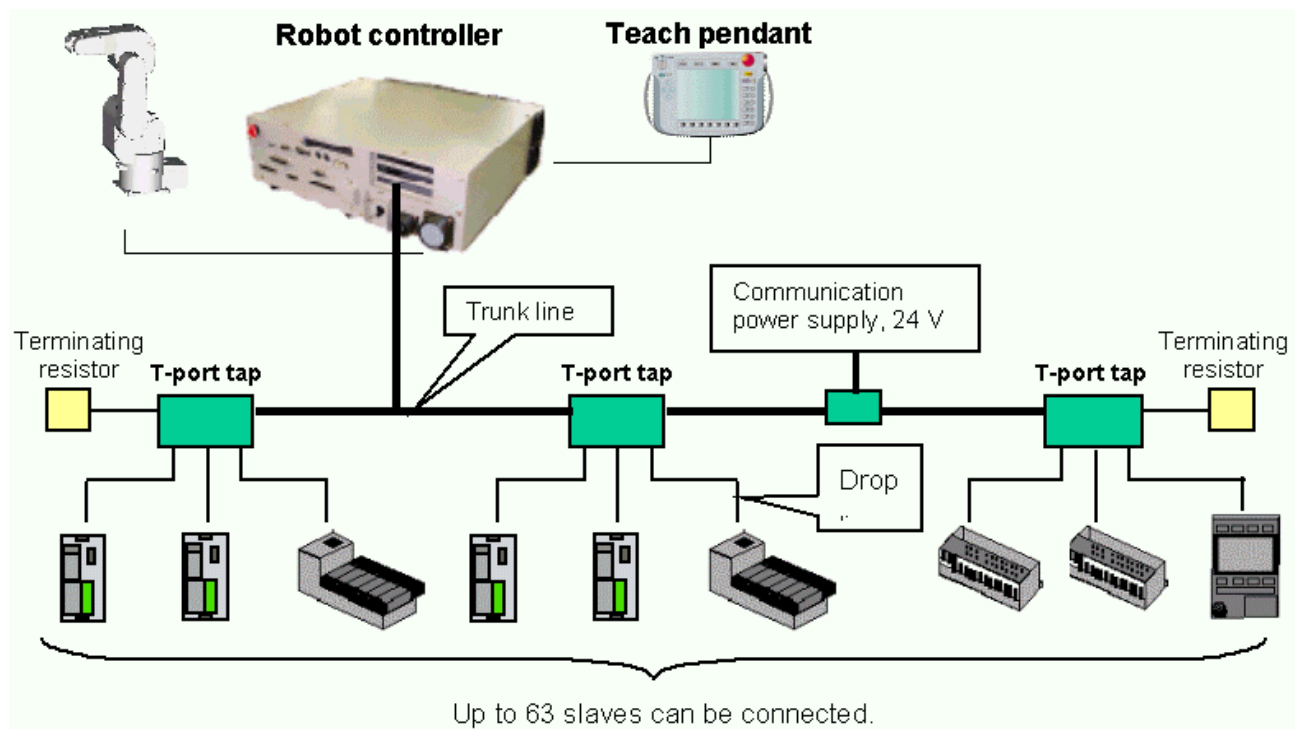 Robot controller
Teach pendant
Trunk line
Communication
power supply, 24 V
Terminating
resistor
T-port tap
T-port tap
T-port tap
Terminating
resistor
Drop
Up to 63 slaves can be connected.